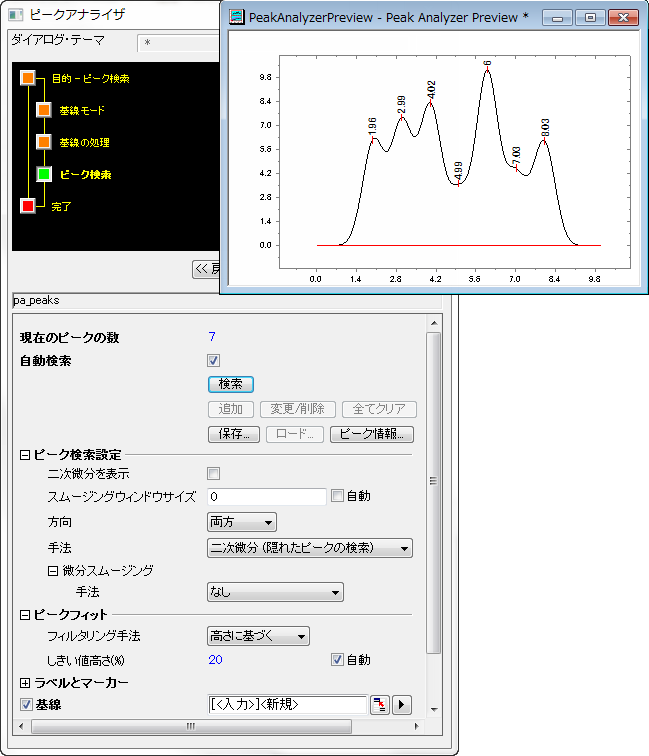 ピークアナライザ
ダイアログ・テーマ *
目的 - ピーク検索
基線モード
基線の処理
ピーク検索
完了
PeakAnalyzerPreview - Peak Analyzer Preview *
9.8
8.4
7.0
5.6
4.2
2.8
1.4
0.0
0.0 1.4 2.8 4.2 5.6 7.0 8.4 9.8
1.96
2.99
4.02
4.99
6
7.03
8.03
pa_peaks
現在のピークの数 7
自動検索
検索
追加 変更/削除 全てクリア
保存... ロード... ピーク情報...
ピーク検索設定
二次微分を表示
スムージングウィンドウサイズ 0 自動
方向 両方
手法 二次微分 (隠れたピークの検索)
微分スムージング
手法 なし
ピークフィット
フィルタリング手法 高さに基づく
しきい値高さ(%) 20 自動
ラベルとマーカー
基線 [<入力>]<新規>